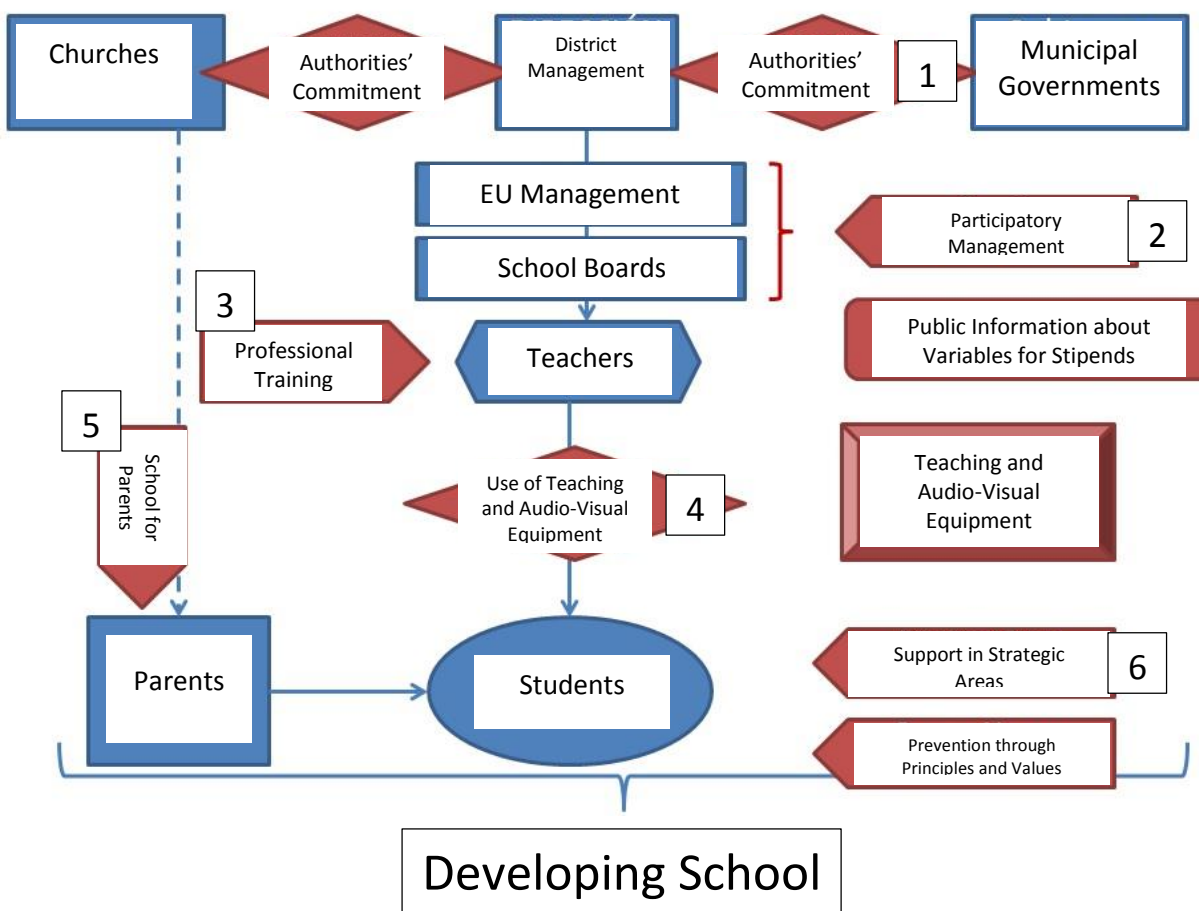 Churches
Authorities’
Commitment
District
Management
Authorities’
Commitment
1
Municipal
Governments
EU Management
School Boards
Participatory
Management
2
3
Professional
Training
Teachers
Public Information about
Variables for Stipends
5
School for
Parents
Use of Teaching
and Audio-Visual
Equipment
4
Teaching and
Audio-Visual
Equipment
Parents
Students
Support in Strategic
Areas
6
Prevention through
Principles and Values
Developing School